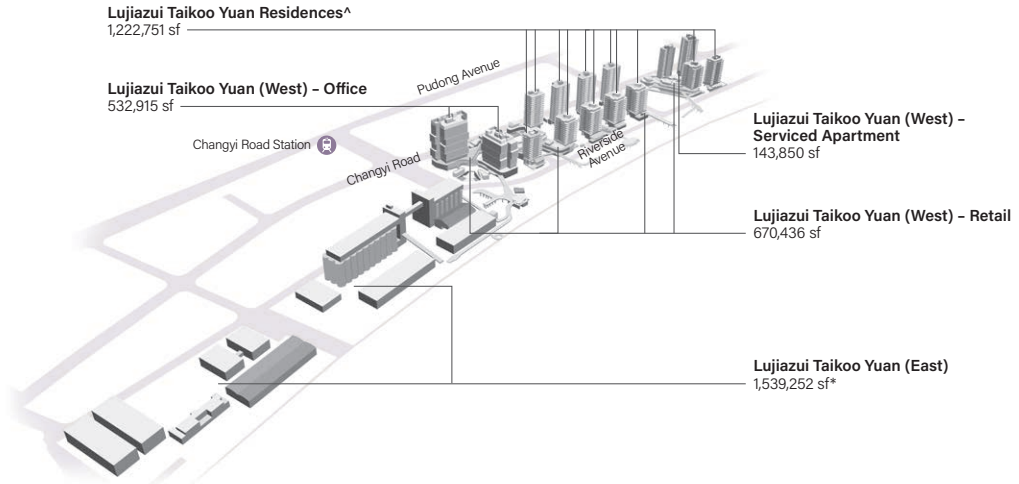 Lujiazui Taikoo Yuan Residences^
1,222,751 sf
Pudong Avenue
Lujiazui Taikoo Yuan (West) – Office
532,915 sf
Changyi Road Station
Changyi Road
Riverside
Avenue
Lujiazui Taikoo Yuan (West) –
Serviced Apartment
143,850 sf
Lujiazui Taikoo Yuan (West) – Retail
670,436 sf
Lujiazui Taikoo Yuan (East)
1,539,252 sf*